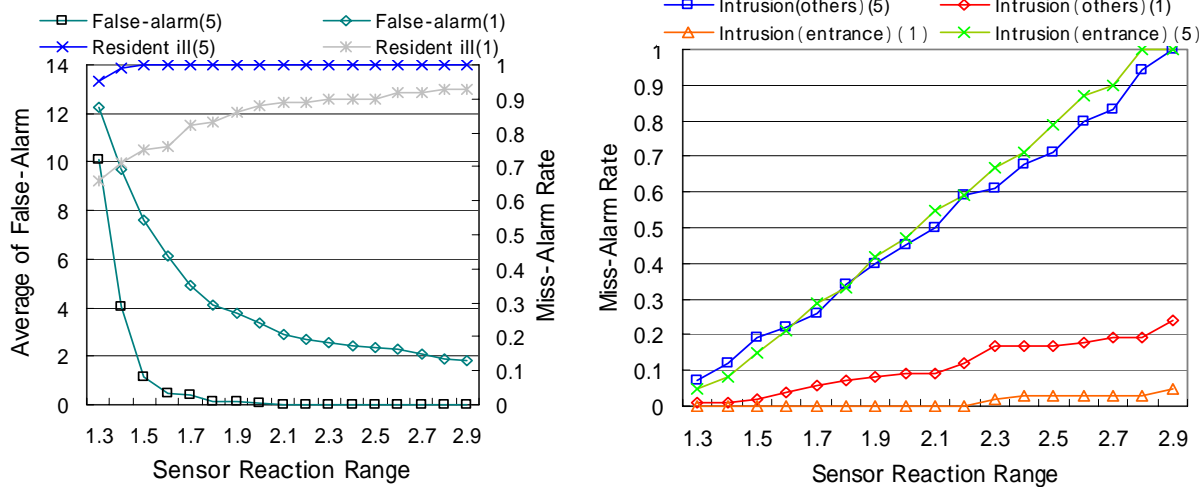 False-alarm(5)
False-alarm(1)
Resident ill(5)
Resident ill(1)
14
12
10
8
6
4
2
0
Average of False-Alarm
1
0.9
0.8
0.7
0.6
0.5
0.4
0.3
0.2
0.1
0
Miss-Alarm Rate
1.3 1.5 1.7 1.9 2.1 2.3 2.5 2.7 2.9
Sensor Reaction Range
Intrusion(others)(5)
Intrusion(others)(1)
Intrusion(entrance)(1)
Intrusion(entrance)(5)
1
0.9
0.8
0.7
0.6
0.5
0.4
0.3
0.2
0.1
0
Miss-Alarm Rate
1.3 1.5 1.7 1.9 2.1 2.3 2.5 2.7 2.9
Sensor Reaction Range